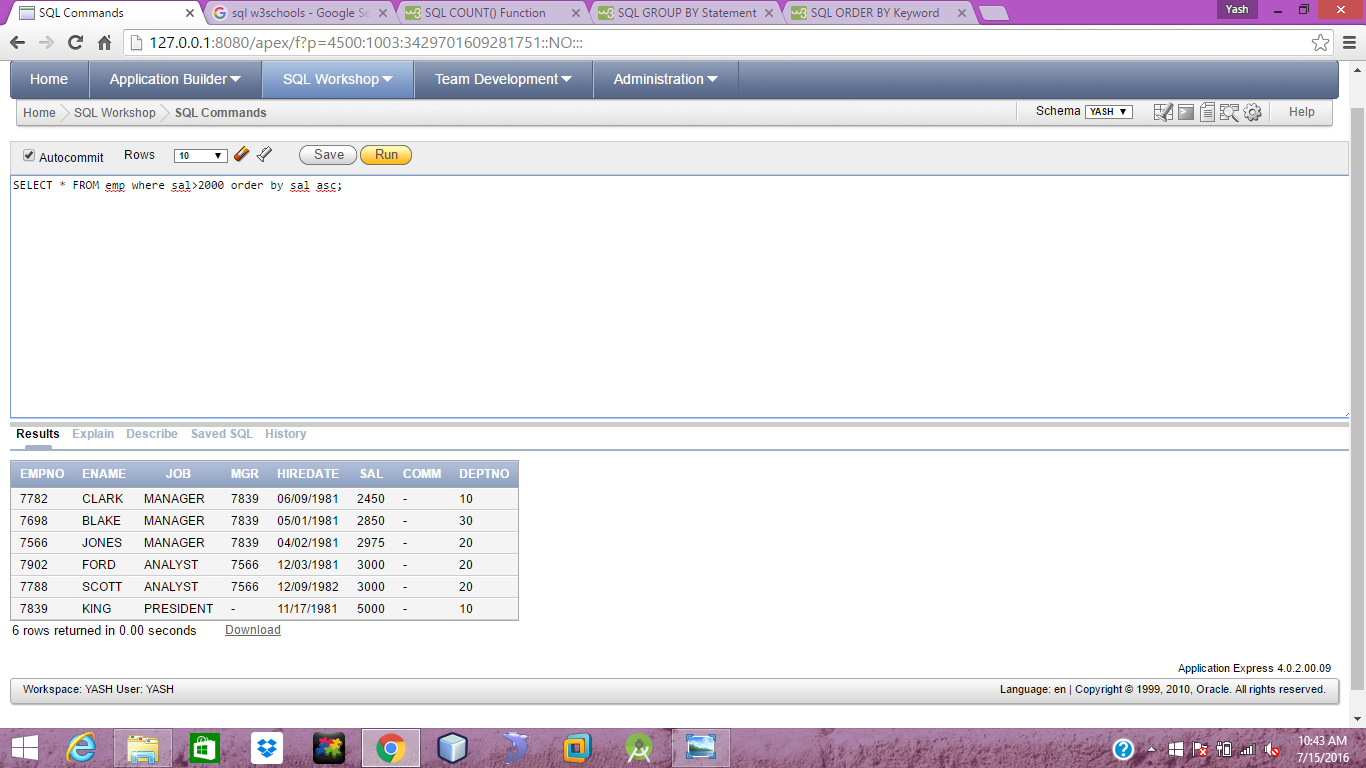 SQL Commands
sql w3schools - Google Se
SQL COUNT() Function
SQL GROUP BY Statement
SQL ORDER BY Keyword
Yash
127.0.0.1:8080/apex/f?p=4500:1003:3429701609281751::NO:::
Home Application Builder SQL Workshop Team Development Administration
Home SQL Workshop SQL Commands Schema YASH Help
Autocommit Rows 10 Save Run
SELECT * FROM emp where sal>2000 order by sal asc;
Results Explain Describe Saved SQL History
EMPNO ENAME JOB MGR HIREDATE SAL COMM DEPTNO
7782 CLARK MANAGER 7839 06/09/1981 2450 - 10
7698 BLAKE MANAGER 7839 05/01/1981 2850 - 30
7566 JONES MANAGER 7839 04/02/1981 2975 - 20
7902 FORD ANALYST 7566 12/03/1981 3000 - 20
7788 SCOTT ANALYST 7566 12/09/1982 3000 - 20
7839 KING PRESIDENT - 11/17/1981 5000 - 10
6 rows returned in 0.00 seconds Download
Application Express 4.0.2.00.09
Workspace: YASH User: YASH Language: en | Copyright © 1999, 2010, Oracle. All rights reserved.
10:43 AM
7/15/2016